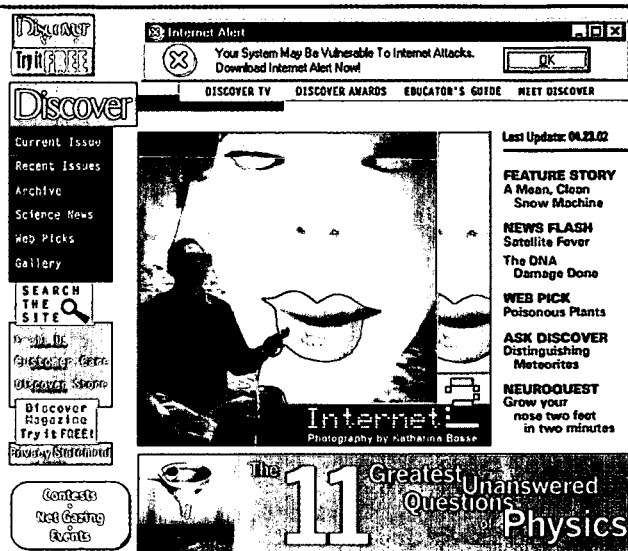 Discover
Try it FREE
Internet Alert
Your System May Be Vulnerable To Internet Attacks.
Download Internet Alert Now!
OK
Discover
DISCOVER TV DISCOVER AWARDS EDUCATOR'S GUIDE MEET DISCOVER
Current Issue
Recent Issues
Archive
Science News
Web Picks
Gallery
SEARCH
THE
SITE
About Us
Customer Care
Discover Store
Discover
Magazine
Try it FREE!
Privacy Statement
Contests
Net Gazing
Events
Internet
Photography by Katharina Bosse
Last Update: 04.23.02
FEATURE STORY
A Mean, Clean
Snow Machine
NEWS FLASH
Satellite Fever
The DNA
Damage Done
WEB PICK
Poisonous Plants
ASK DISCOVER
Distinguishing
Meteorites
NEUROQUEST
Grow your
nose two feet
in two minutes
The
11
Greatest Unanswered
Questions
of Physics